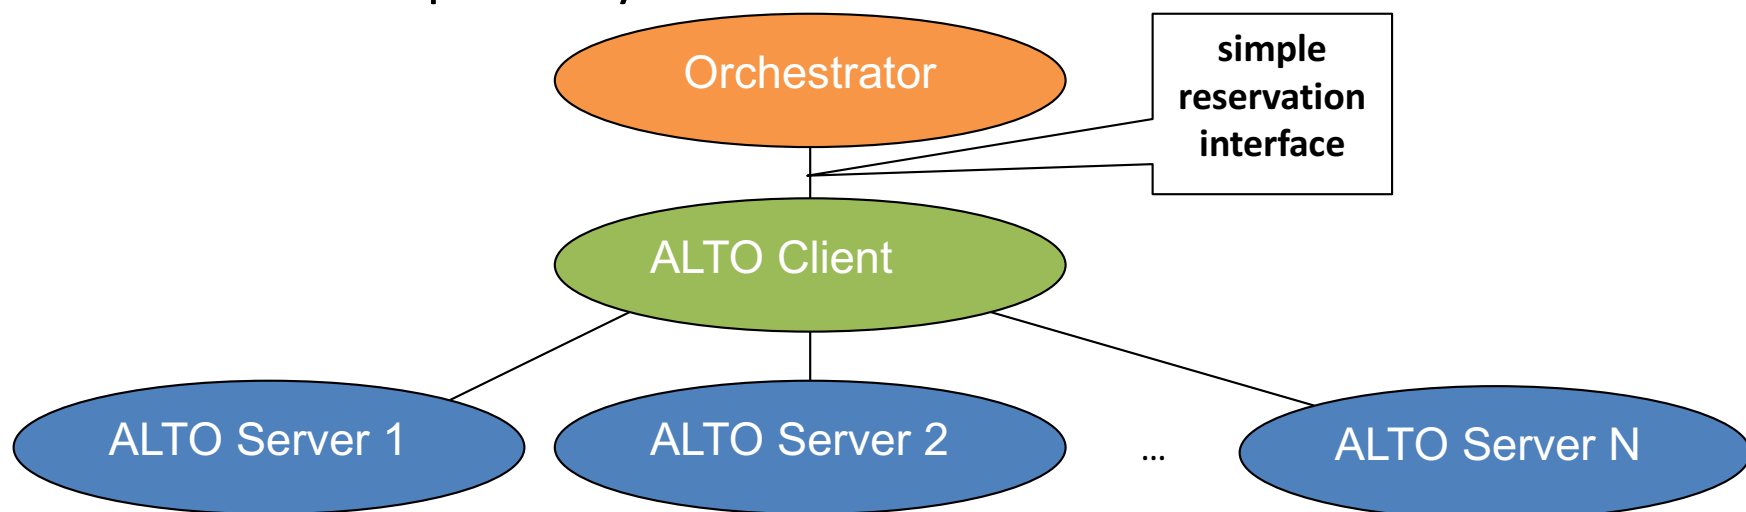 Orchestrator
simple
reservation
interface
ALTO Client
ALTO Server 1
ALTO Server 2
...
ALTO Server N